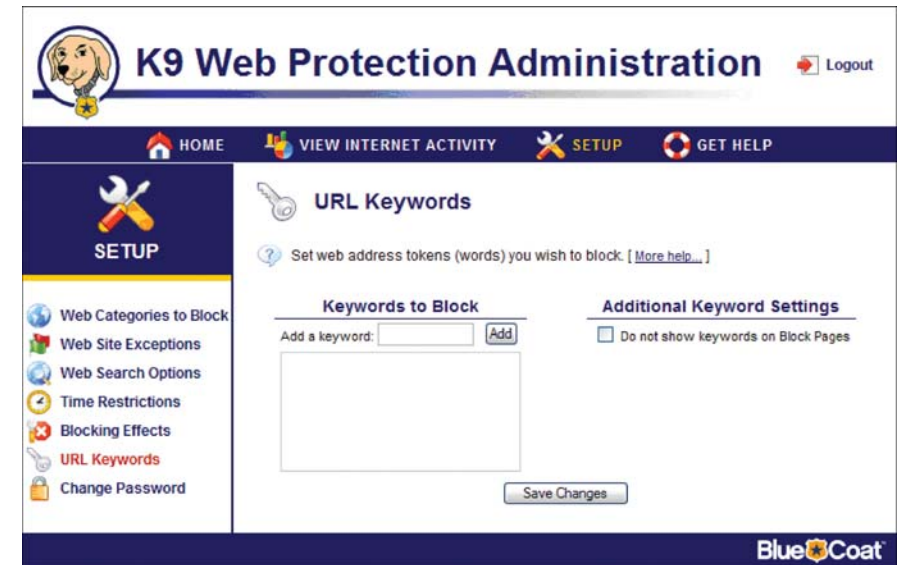 K9 Web Protection Administration
Logout
HOME
VIEW INTERNET ACTIVITY
SETUP
GET HELP
SETUP
Web Categories to Block
Web Site Exceptions
Web Search Options
Time Restrictions
Blocking Effects
URL Keywords
Change Password
URL Keywords
Set web address tokens (words) you wish to block. [ More help... ]
Keywords to Block
Add a keyword:
Add
Additional Keyword Settings
Do not show keywords on Block Pages
Save Changes
Blue Coat